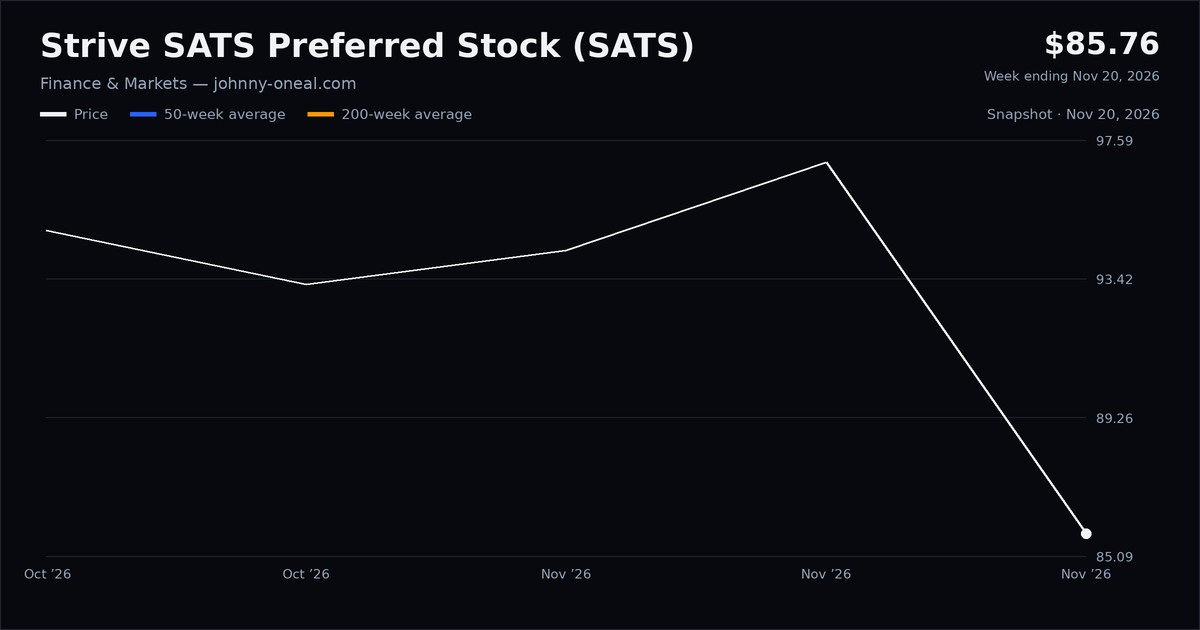 Strive SATS Preferred Stock (SATS)
$85.76
Finance & Markets — johnny-oneal.com
Week ending Nov 20, 2026
Price 50-week average 200-week average
Snapshot · Nov 20, 2026
97.59
93.42
89.26
85.09
Oct ’26 Oct ’26 Nov ’26 Nov ’26 Nov ’26